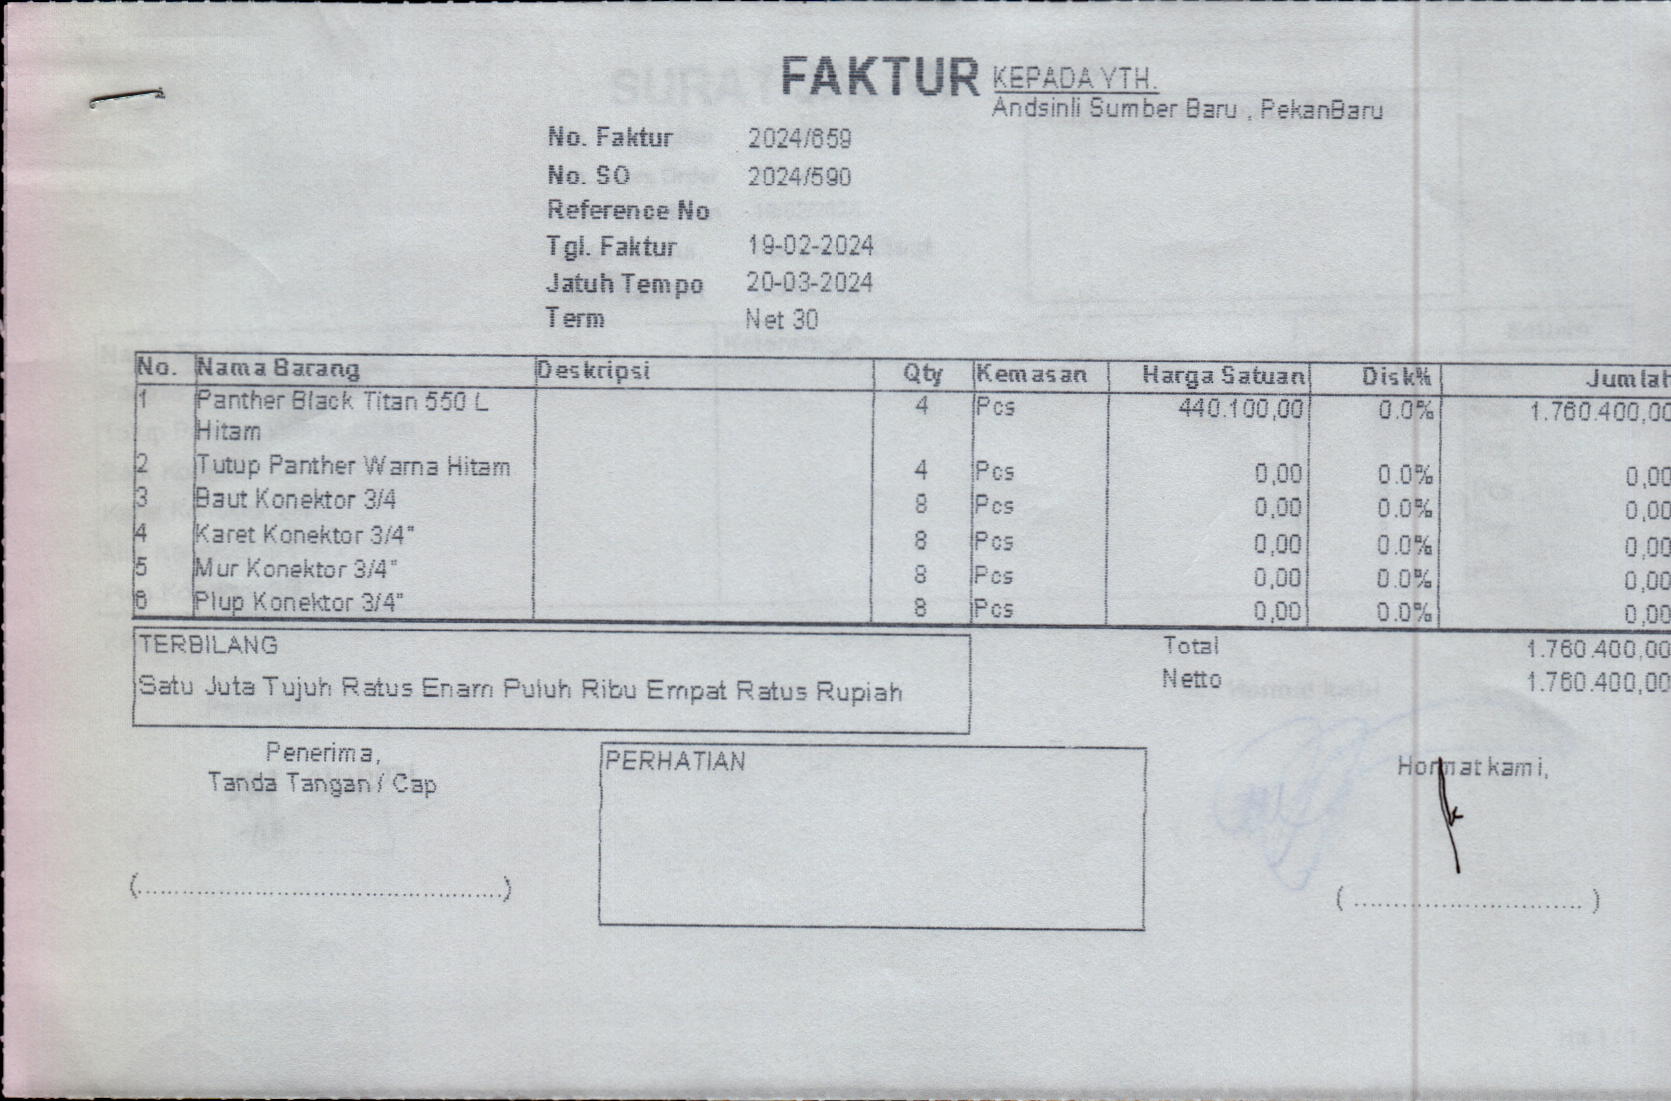 FAKTUR
KEPADA YTH.
Andsinli Sumber Baru , PekanBaru
No. Faktur 2024/659
No. SO 2024/590
Reference No
Tgl. Faktur 19-02-2024
Jatuh Tempo 20-03-2024
Term Net 30
No. Nama Barang Deskripsi Qty Kemasan Harga Satuan Disk% Jumlah
1 Panther Black Titan 550 L 4 Pcs 440.100,00 0.0% 1.760.400,00
Hitam
2 Tutup Panther Warna Hitam 4 Pcs 0,00 0.0% 0,00
3 Baut Konektor 3/4 8 Pcs 0,00 0.0% 0,00
4 Karet Konektor 3/4" 8 Pcs 0,00 0.0% 0,00
5 Mur Konektor 3/4" 8 Pcs 0,00 0.0% 0,00
6 Plup Konektor 3/4" 8 Pcs 0,00 0.0% 0,00
TERBILANG
Satu Juta Tujuh Ratus Enam Puluh Ribu Empat Ratus Rupiah
Total 1.760.400,00
Netto 1.760.400,00
Penerima,
Tanda Tangan / Cap
PERHATIAN
Hormat kami,
(................................................)
( .............................. )